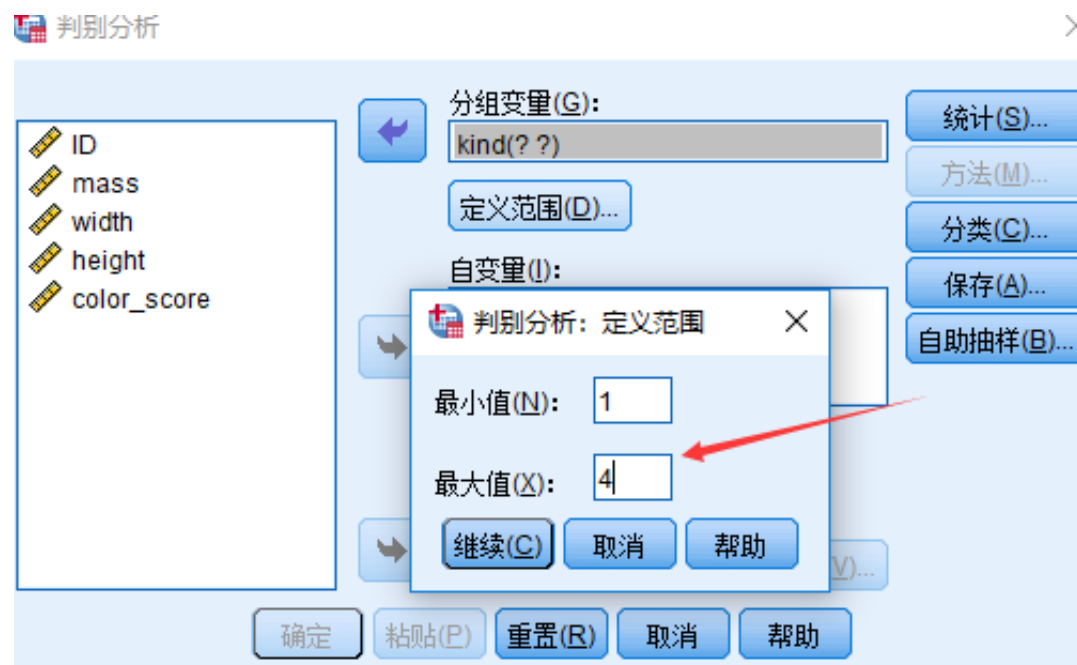 判别分析
分组变量(G):
kind(? ?)
定义范围(D)...
自变量(I):
ID
mass
width
height
color_score
统计(S)...
方法(M)...
分类(C)...
保存(A)...
自助抽样(B)...
判别分析: 定义范围
最小值(N): 1
最大值(X): 4
继续(C) 取消 帮助
V)...
确定 粘贴(P) 重置(R) 取消 帮助